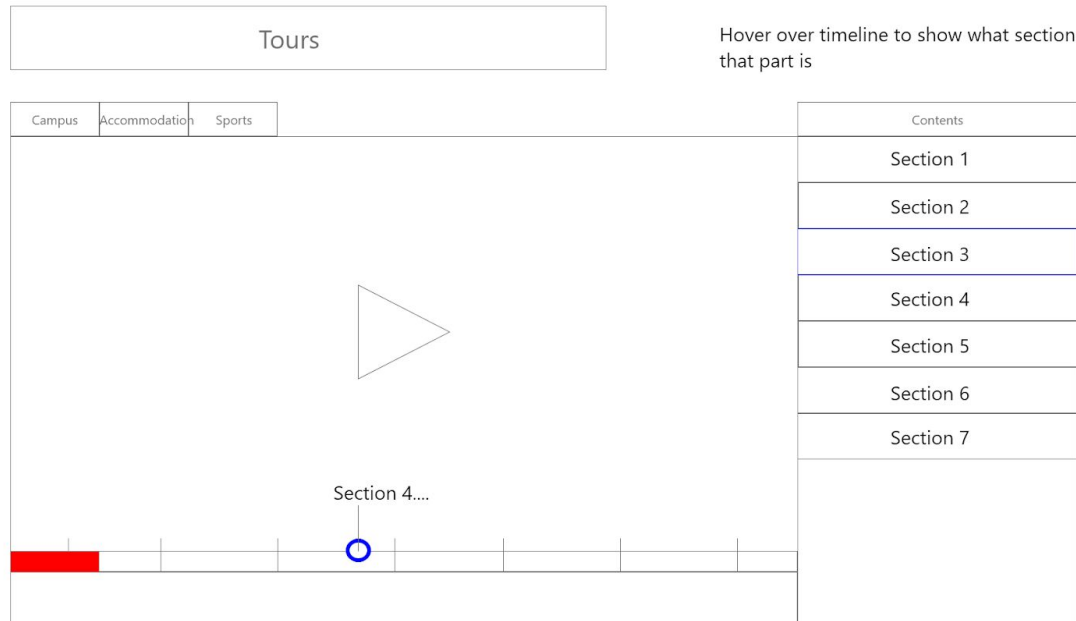 Tours
Hover over timeline to show what section
that part is
Campus
Accommodation
Sports
Contents
Section 1
Section 2
Section 3
Section 4
Section 5
Section 6
Section 7
Section 4....